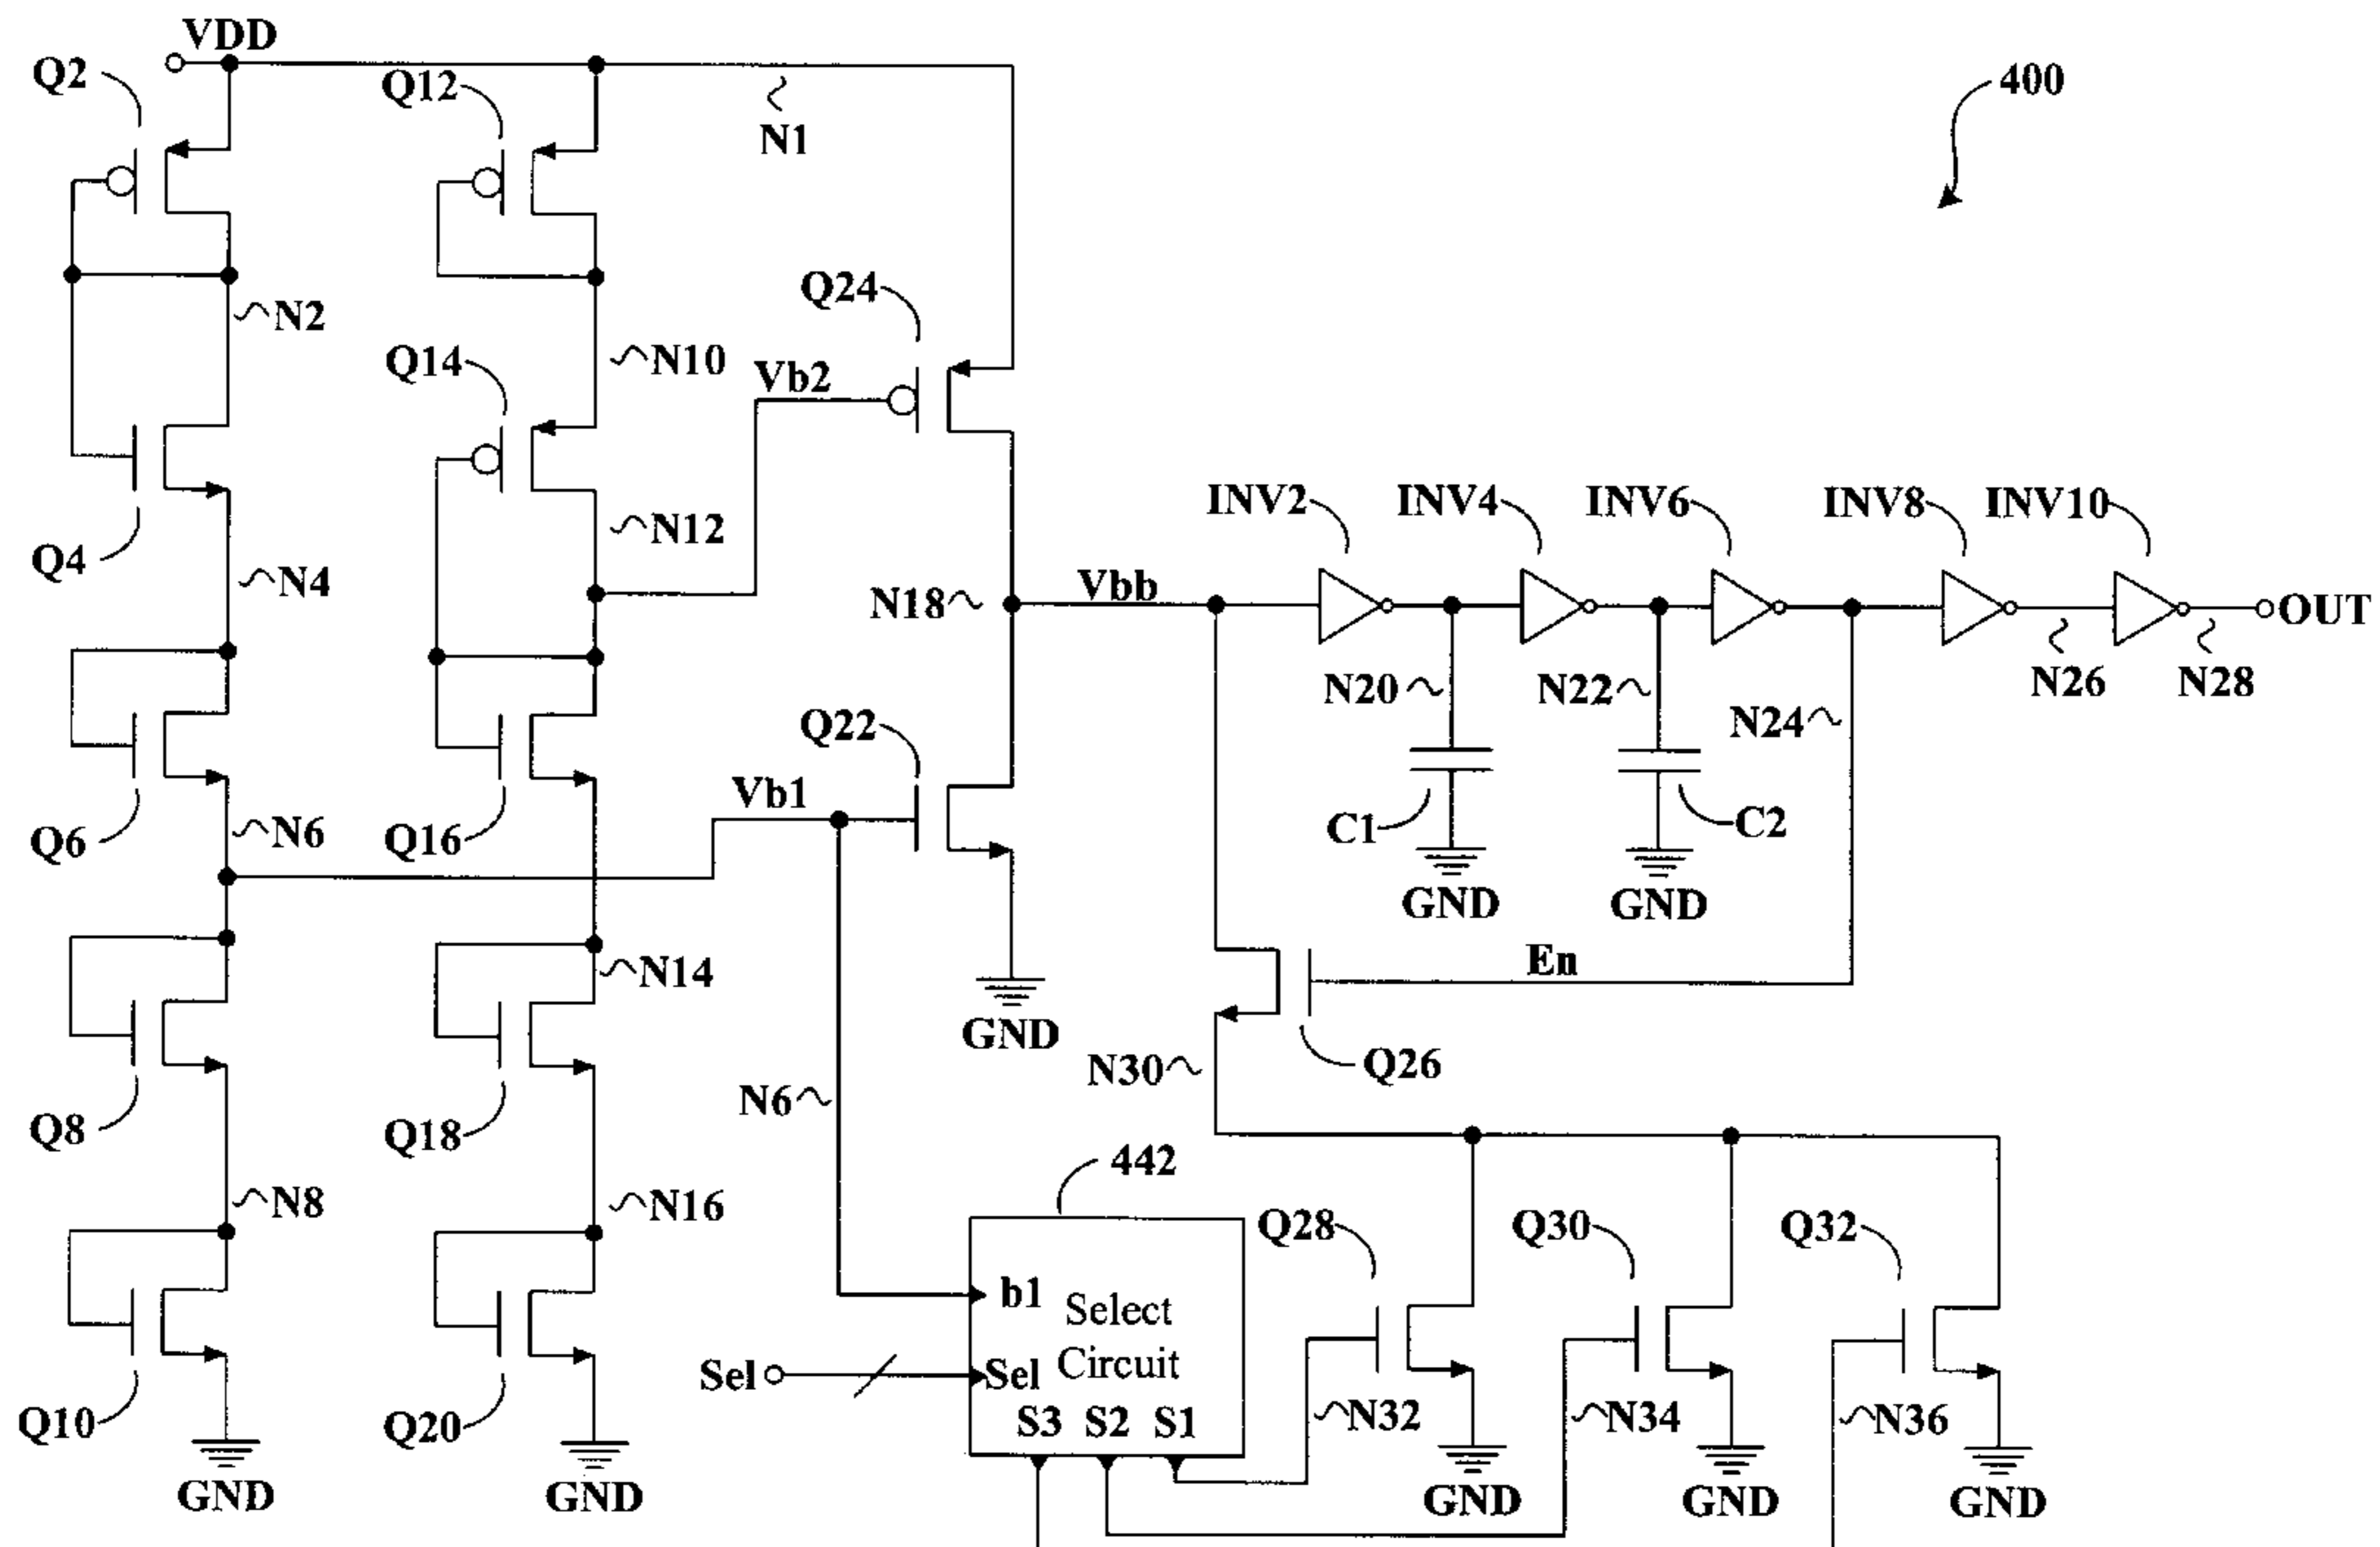 VDD
Q2
Q12
N1
400
N2
Q24
Q14
N10
Vb2
Q4
N12
INV2
INV4
INV6
INV8
INV10
N4
N18
Vbb
OUT
N20
N22
N24
N26
N28
Q22
Q6
N6
Q16
Vb1
C1
C2
GND
GND
En
N14
GND
N30
Q26
N6
Q8
Q18
442
N8
N16
Q28
Q30
Q32
b1
Select
Circuit
Sel
Sel
S3
S2
S1
Q10
Q20
N32
N34
N36
GND
GND
GND
GND
GND